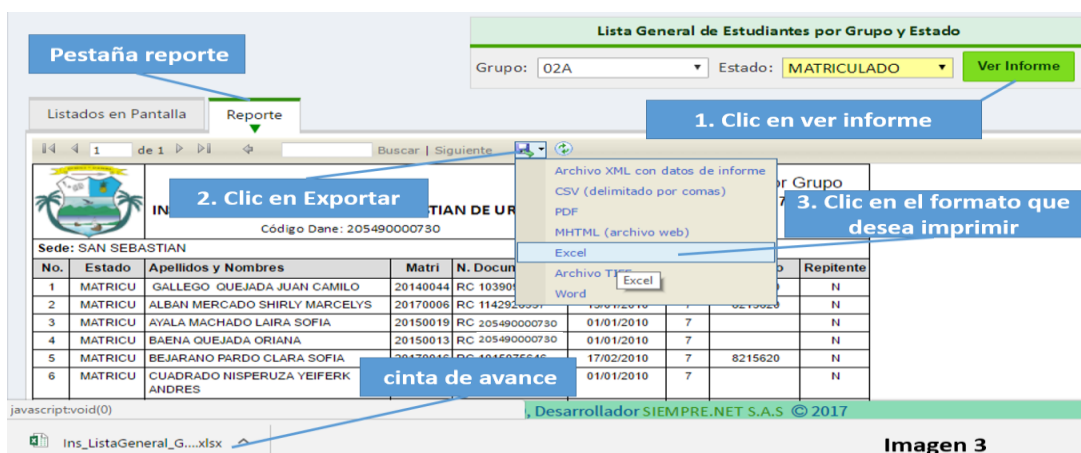 Lista General de Estudiantes por Grupo y Estado
Pestaña reporte
Grupo: 02A Estado: MATRICULADO Ver Informe
Listados en Pantalla Reporte
1. Clic en ver informe
1 de 1 Buscar | Siguiente
Archivo XML con datos de informe
CSV (delimitado por comas)
PDF
MHTML (archivo web)
Excel
Archivo
Word
Excel
2. Clic en Exportar
3. Clic en el formato que
desea imprimir
Grupo
IN TIAN DE UR
Código Dane: 205490000730
Sede: SAN SEBASTIAN
No. Estado Apellidos y Nombres Matri N. Docum Repitente
1 MATRICU GALLEGO QUEJADA JUAN CAMILO 20140044 RC N
2 MATRICU ALBAN MERCADO SHIRLY MARCELYS 20170006 RC N
3 MATRICU AYALA MACHADO LAIRA SOFIA 20150019 RC 205490000730 01/01/2010 7 N
4 MATRICU BAENA QUEJADA ORIANA 20150013 RC 205490000730 01/01/2010 7 N
5 MATRICU BEJARANO PARDO CLARA SOFIA 17/02/2010 7 8215620 N
6 MATRICU CUADRADO NISPERUZA YEIFERK 01/01/2010 7 N
ANDRES
cinta de avance
javascript:void(0) , Desarrollador SIEMPRE.NET S.A.S © 2017
Ins_ListaGeneral_G....xlsx
Imagen 3